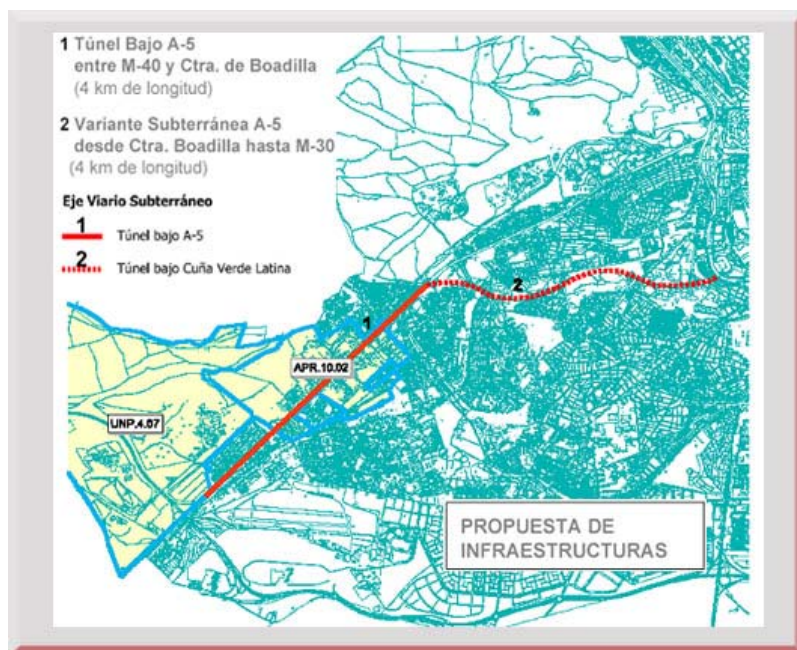 1 Túnel Bajo A-5
entre M-40 y Ctra. de Boadilla
(4 km de longitud)
2 Variante Subterránea A-5
desde Ctra. Boadilla hasta M-30
(4 km de longitud)
Eje Viario Subterráneo
1
Túnel bajo A-5
2
Túnel bajo Cuña Verde Latina
2
1
APR.10.02
UNP.4.07
PROPUESTA DE
INFRAESTRUCTURAS